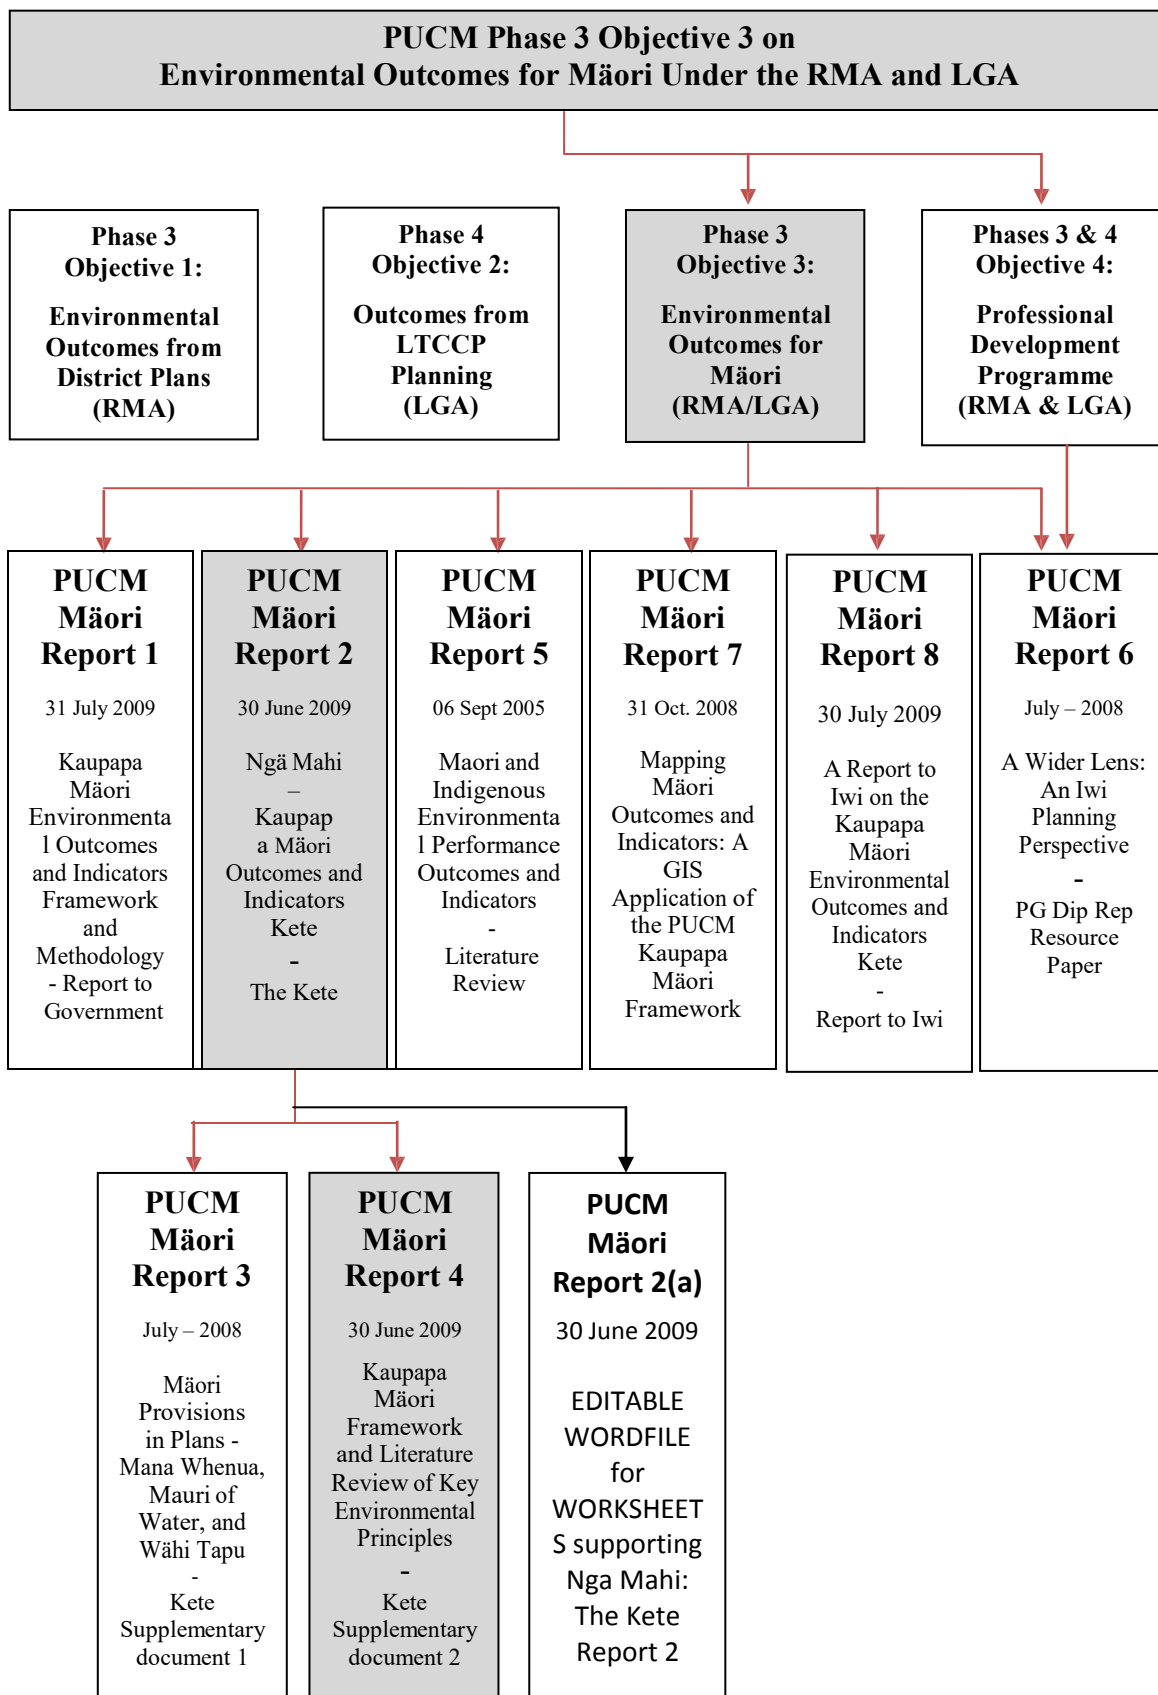 PUCM Phase 3 Objective 3 on
Environmental Outcomes for Mäori Under the RMA and LGA
Phase 3
Objective 1:
Environmental
Outcomes from
District Plans
(RMA)
Phase 4
Objective 2:
Outcomes from
LTCCP
Planning
(LGA)
Phase 3
Objective 3:
Environmental
Outcomes for
Mäori
(RMA/LGA)
Phases 3 & 4
Objective 4:
Professional
Development
Programme
(RMA & LGA)
PUCM
Mäori
Report 1
31 July 2009
Kaupapa
Mäori
Environmenta
l Outcomes
and Indicators
Framework
and
Methodology
- Report to
Government
PUCM
Mäori
Report 2
30 June 2009
Ngä Mahi
–
Kaupap
a Mäori
Outcomes and
Indicators
Kete
-
The Kete
PUCM
Mäori
Report 5
06 Sept 2005
Maori and
Indigenous
Environmenta
l Performance
Outcomes and
Indicators
-
Literature
Review
PUCM
Mäori
Report 7
31 Oct. 2008
Mapping
Mäori
Outcomes and
Indicators: A
GIS
Application of
the PUCM
Kaupapa
Mäori
Framework
PUCM
Mäori
Report 8
30 July 2009
A Report to
Iwi on the
Kaupapa
Mäori
Environmental
Outcomes and
Indicators
Kete
-
Report to Iwi
PUCM
Mäori
Report 6
July – 2008
A Wider Lens:
An Iwi
Planning
Perspective
-
PG Dip Rep
Resource
Paper
PUCM
Mäori
Report 3
July – 2008
Mäori
Provisions
in Plans -
Mana Whenua,
Mauri of
Water, and
Wähi Tapu
-
Kete
Supplementary
document 1
PUCM
Mäori
Report 4
30 June 2009
Kaupapa
Mäori
Framework
and Literature
Review of Key
Environmental
Principles
-
Kete
Supplementary
document 2
PUCM
Mäori
Report 2(a)
30 June 2009
EDITABLE
WORDFILE
for
WORKSHEET
S supporting
Nga Mahi:
The Kete
Report 2